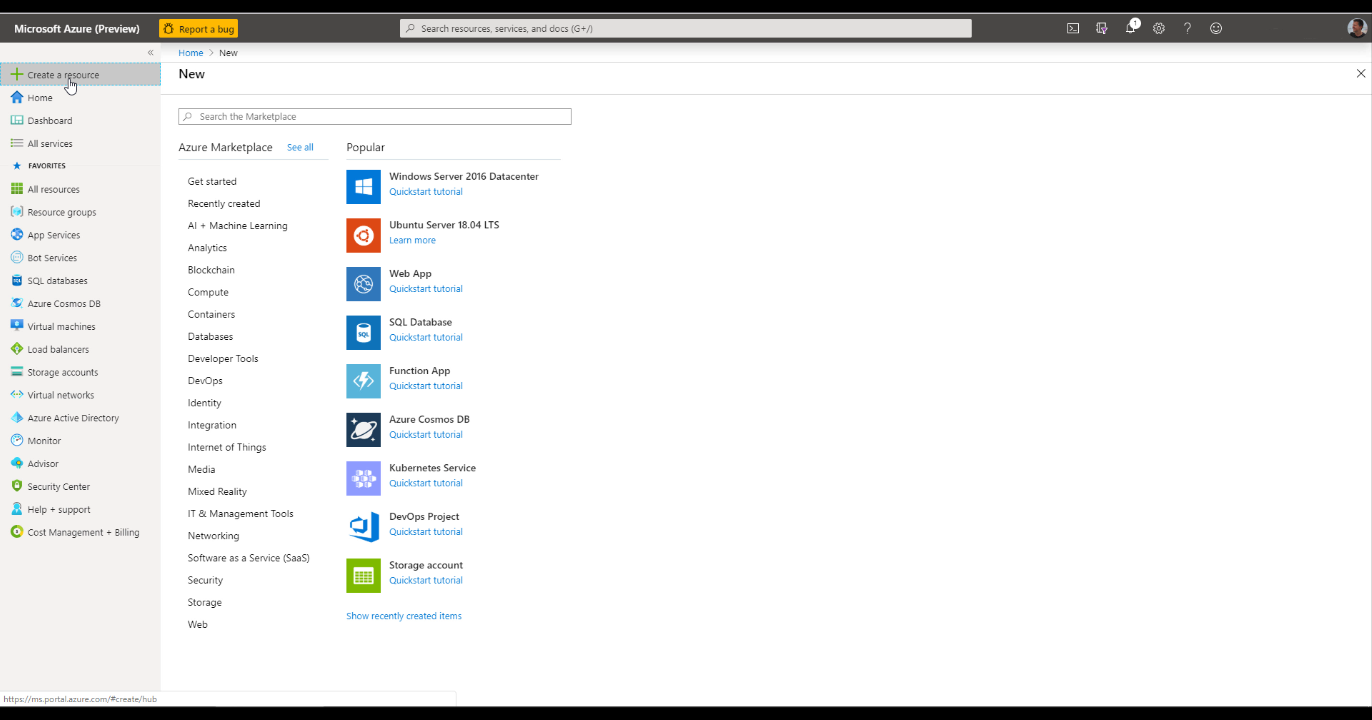 Microsoft Azure (Preview)
Report a bug
Search resources, services, and docs (G+/)
1
«
Create a resource
Home
Dashboard
All services
FAVORITES
All resources
Resource groups
App Services
Bot Services
SQL databases
Azure Cosmos DB
Virtual machines
Load balancers
Storage accounts
Virtual networks
Azure Active Directory
Monitor
Advisor
Security Center
Help + support
Cost Management + Billing
Home > New
New
Search the Marketplace
Azure Marketplace See all
Get started
Recently created
AI + Machine Learning
Analytics
Blockchain
Compute
Containers
Databases
Developer Tools
DevOps
Identity
Integration
Internet of Things
Media
Mixed Reality
IT & Management Tools
Networking
Software as a Service (SaaS)
Security
Storage
Web
Popular
Windows Server 2016 Datacenter
Quickstart tutorial
Ubuntu Server 18.04 LTS
Learn more
Web App
Quickstart tutorial
SQL
SQL Database
Quickstart tutorial
Function App
Quickstart tutorial
Azure Cosmos DB
Quickstart tutorial
Kubernetes Service
Quickstart tutorial
DevOps Project
Quickstart tutorial
Storage account
Quickstart tutorial
Show recently created items
https://ms.portal.azure.com/#create/hub